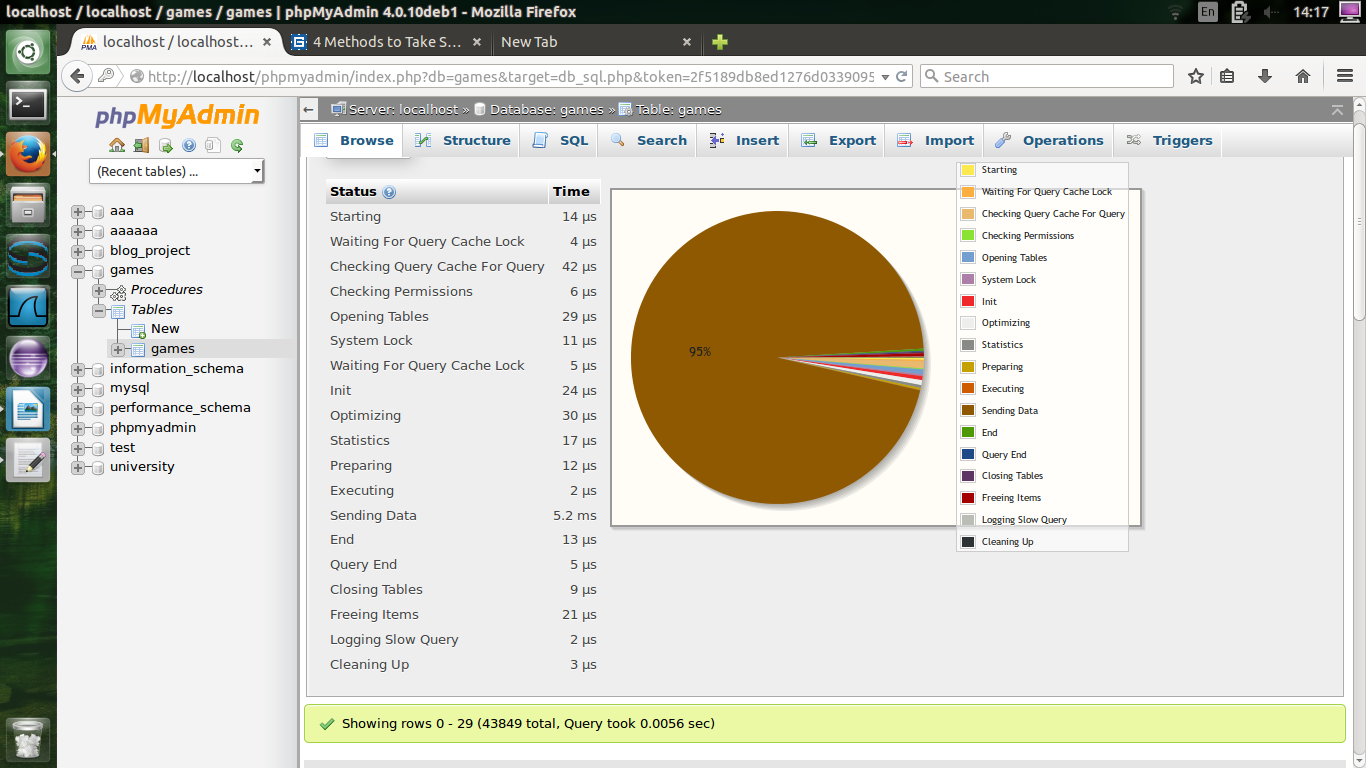 localhost / localhost / games / games | phpMyAdmin 4.0.10deb1 - Mozilla Firefox
En
14:17
PMA
localhost / localhost...
4 Methods to Take S...
New Tab
http://localhost/phpmyadmin/index.php?db=games&target=db_sql.php&token=2f5189db8ed1276d0339095
Search
phpMyAdmin
(Recent tables) ...
aaa
aaaaaa
blog_project
games
Procedures
Tables
New
games
information_schema
mysql
performance_schema
phpmyadmin
test
university
Server: localhost » Database: games » Table: games
Browse Structure SQL Search Insert Export Import Operations Triggers
Status Time
Starting 14 µs
Waiting For Query Cache Lock 4 µs
Checking Query Cache For Query 42 µs
Checking Permissions 6 µs
Opening Tables 29 µs
System Lock 11 µs
Waiting For Query Cache Lock 5 µs
Init 24 µs
Optimizing 30 µs
Statistics 17 µs
Preparing 12 µs
Executing 2 µs
Sending Data 5.2 ms
End 13 µs
Query End 5 µs
Closing Tables 9 µs
Freeing Items 21 µs
Logging Slow Query 2 µs
Cleaning Up 3 µs
95%
Starting
Waiting For Query Cache Lock
Checking Query Cache For Query
Checking Permissions
Opening Tables
System Lock
Init
Optimizing
Statistics
Preparing
Executing
Sending Data
End
Query End
Closing Tables
Freeing Items
Logging Slow Query
Cleaning Up
Showing rows 0 - 29 (43849 total, Query took 0.0056 sec)